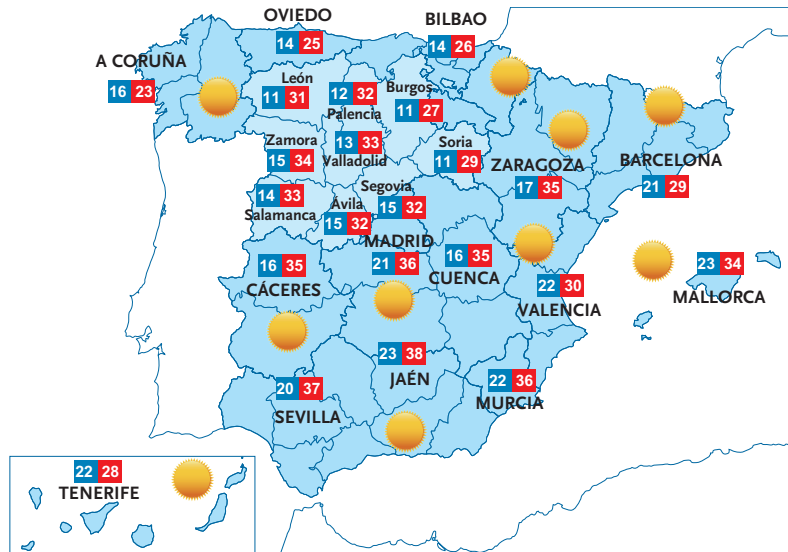 OVIEDO
14 25
BILBAO
14 26
A CORUÑA
16 23
León
11 31
12 32
Palencia
Burgos
11 27
Zamora
15 34
13 33
Valladolid
Soria
11 29
ZARAGOZA
17 35
BARCELONA
21 29
14 33
Salamanca
Ávila
15 32
Segovia
15 32
MADRID
21 36
16 35
CUENCA
16 35
CÁCERES
22 30
VALENCIA
23 34
MALLORCA
23 38
JAÉN
20 37
SEVILLA
22 36
MURCIA
22 28
TENERIFE